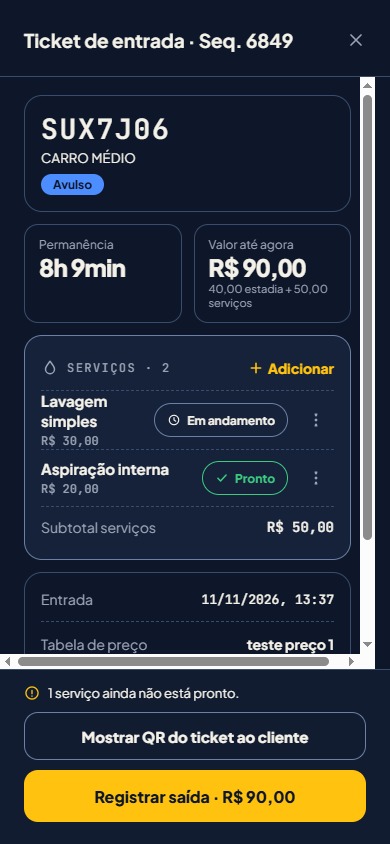 Ticket de entrada · Seq. 6849
SUX7J06
CARRO MÉDIO
Avulso
Permanência
8h 9min
Valor até agora
R$ 90,00
40,00 estadia + 50,00
serviços
SERVIÇOS · 2
+ Adicionar
Lavagem
simples
R$ 30,00
Em andamento
Aspiração interna
R$ 20,00
Pronto
Subtotal serviços
R$ 50,00
Entrada
11/11/2026, 13:37
Tabela de preço
teste preço 1
1 serviço ainda não está pronto.
Mostrar QR do ticket ao cliente
Registrar saída · R$ 90,00